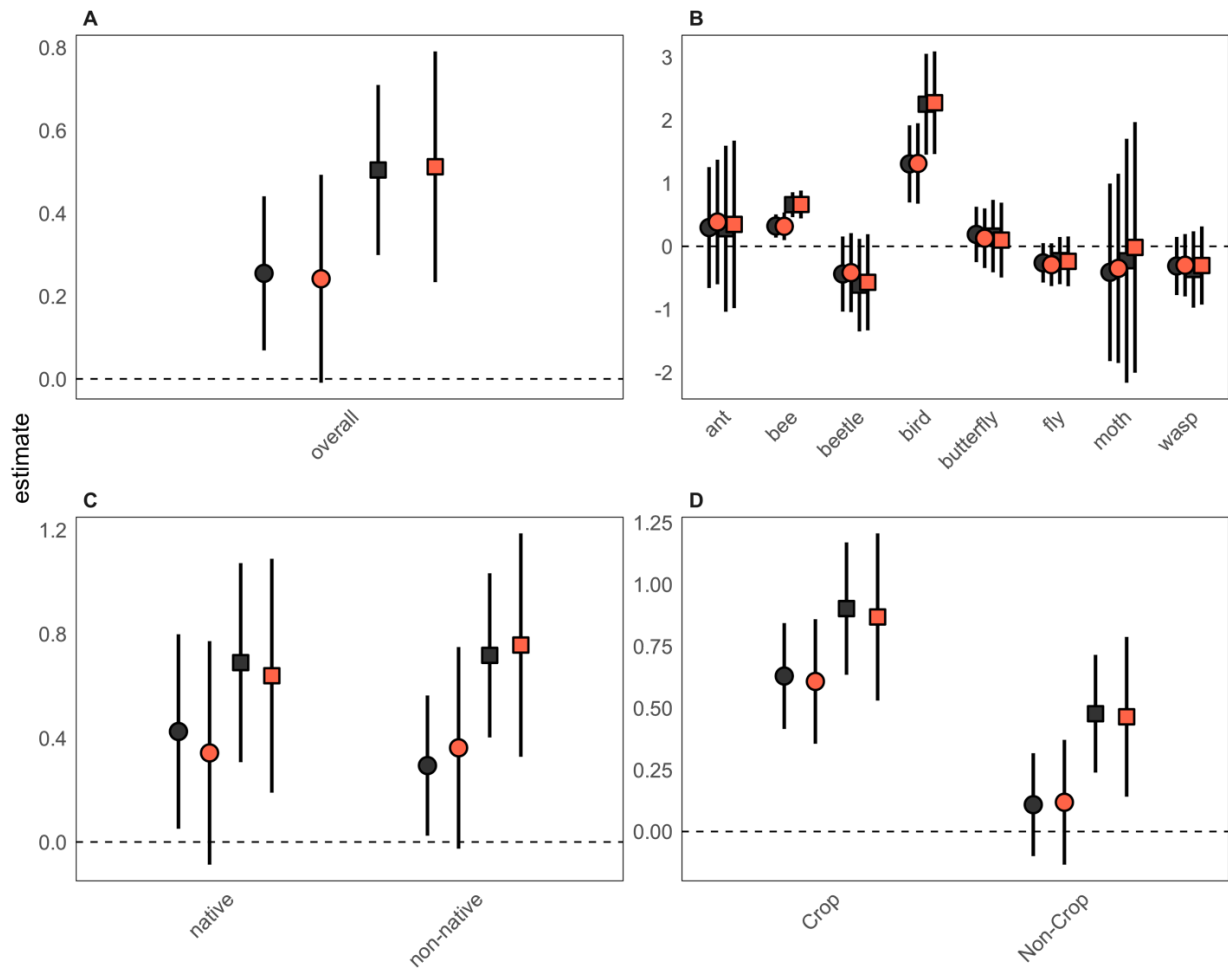 A
0.8
0.6
0.4
0.2
0.0
overall
B
3
2
1
0
-1
-2
ant
bee
beetle
bird
butterfly
fly
moth
wasp
estimate
C
1.2
0.8
0.4
0.0
native
non-native
D
1.25
1.00
0.75
0.50
0.25
0.00
Crop
Non-Crop